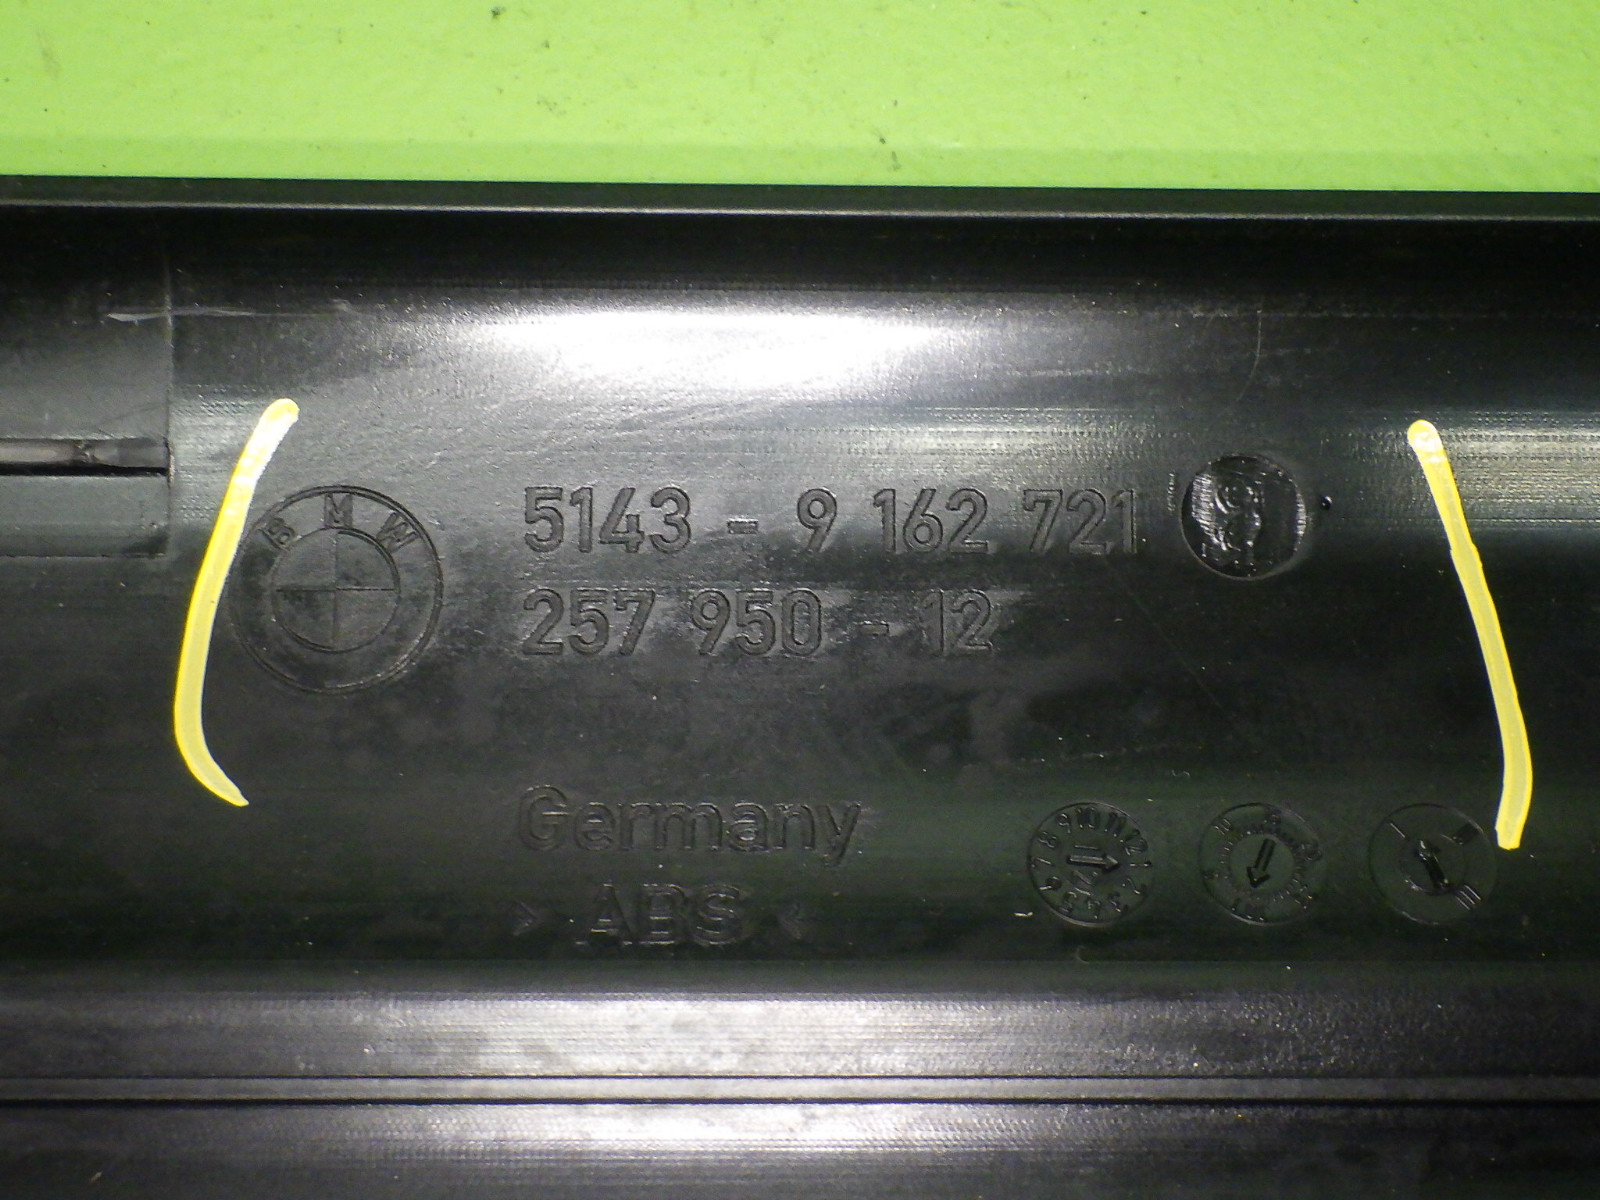 BMW
5143 - 9 162 721
257 950 - 12
Germany
> ABS <